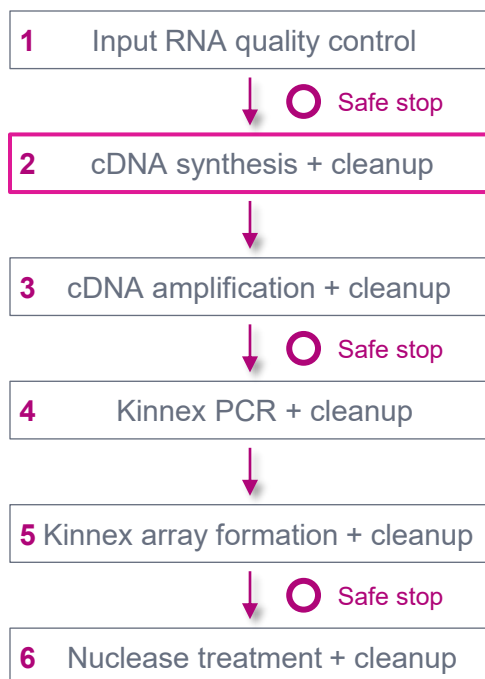 1 Input RNA quality control
Safe stop
2 cDNA synthesis + cleanup
3 cDNA amplification + cleanup
Safe stop
4 Kinnex PCR + cleanup
5 Kinnex array formation + cleanup
Safe stop
6 Nuclease treatment + cleanup